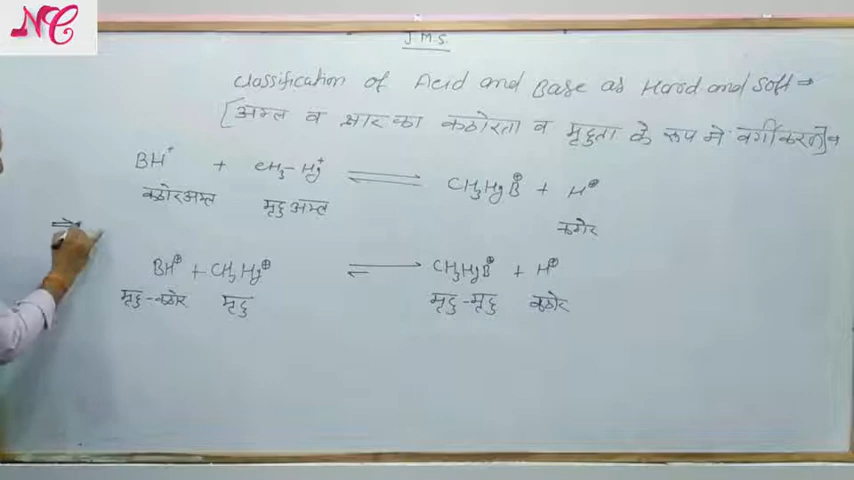 NC
J.M.S.
Classification of Acid and Base as Hard and Soft ⇒
[अम्ल व क्षार का कठोरता व मृदुता के रूप मे वर्गीकरण]
BH⁺ + CH₃-Hg⁺ ⇌ CH₃HgB⊕ + H⊕
कठोरअम्ल मृदु अम्ल कठोर
⇒
BH⊕ + CH₃Hg⊕ ⇌ CH₃HgB⊕ + H⊕
मृदु-कठोर मृदु मृदु-मृदु कठोर